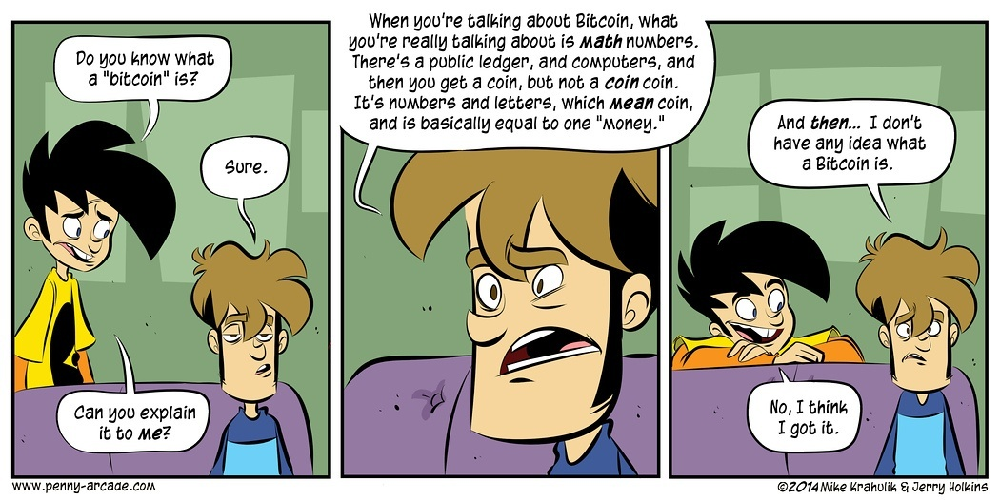 Do you know what
a "bitcoin" is?
Sure.
Can you explain
it to me?
When you're talking about Bitcoin, what
you're really talking about is math numbers.
There's a public ledger, and computers, and
then you get a coin, but not a coin coin.
It's numbers and letters, which mean coin,
and is basically equal to one "money."
And then... I don't
have any idea what
a Bitcoin is.
No, I think
I got it.
www.penny-arcade.com
©2014 Mike Krahulik & Jerry Holkins